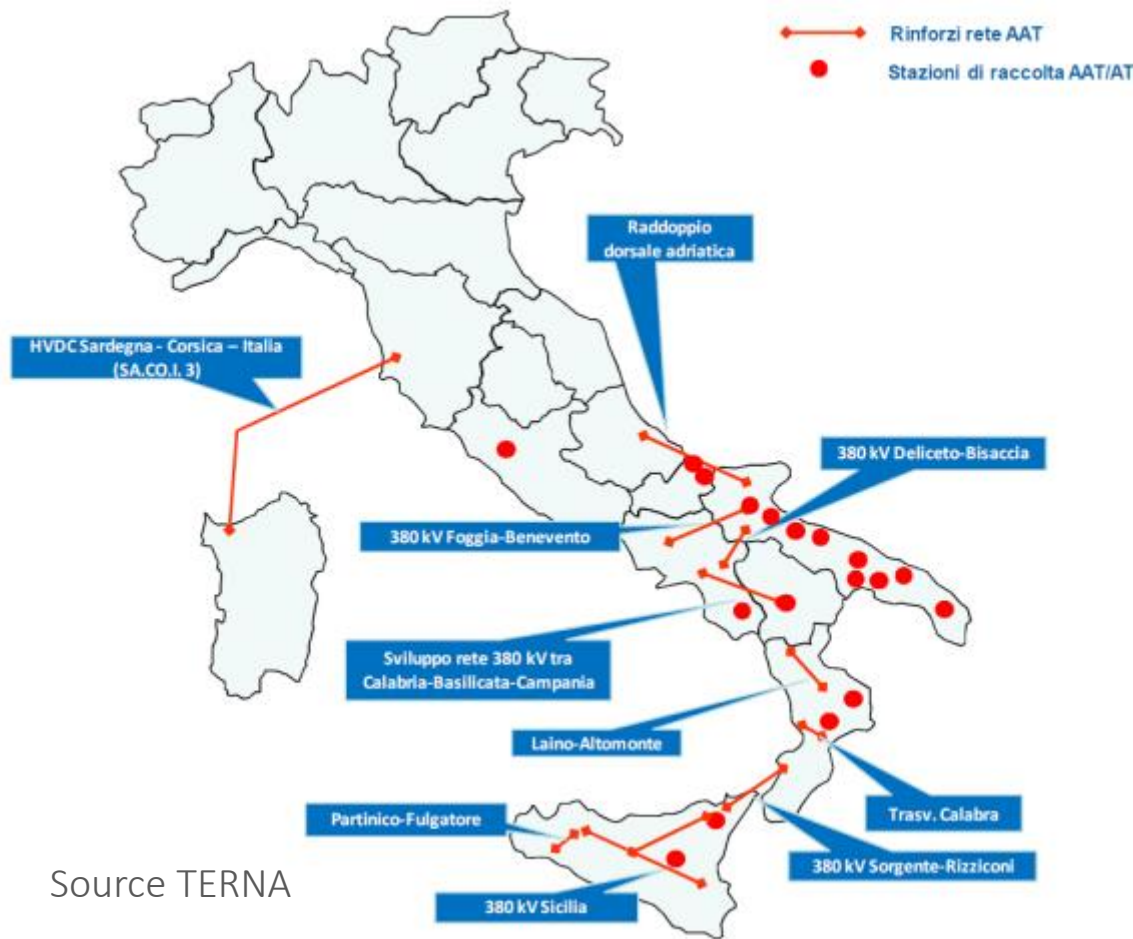 Rinforzi rete AAT
Stazioni di raccolta AAT/AT
Raddoppio
dorsale adriatica
HVDC Sardegna - Corsica – Italia
(SA.CO.I. 3)
380 kV Deliceto-Bisaccia
380 kV Foggia-Benevento
Sviluppo rete 380 kV tra
Calabria-Basilicata-Campania
Laino-Altomonte
Partinico-Fulgatore
Trasv. Calabra
380 kV Sorgente-Rizziconi
Source TERNA
380 kV Sicilia